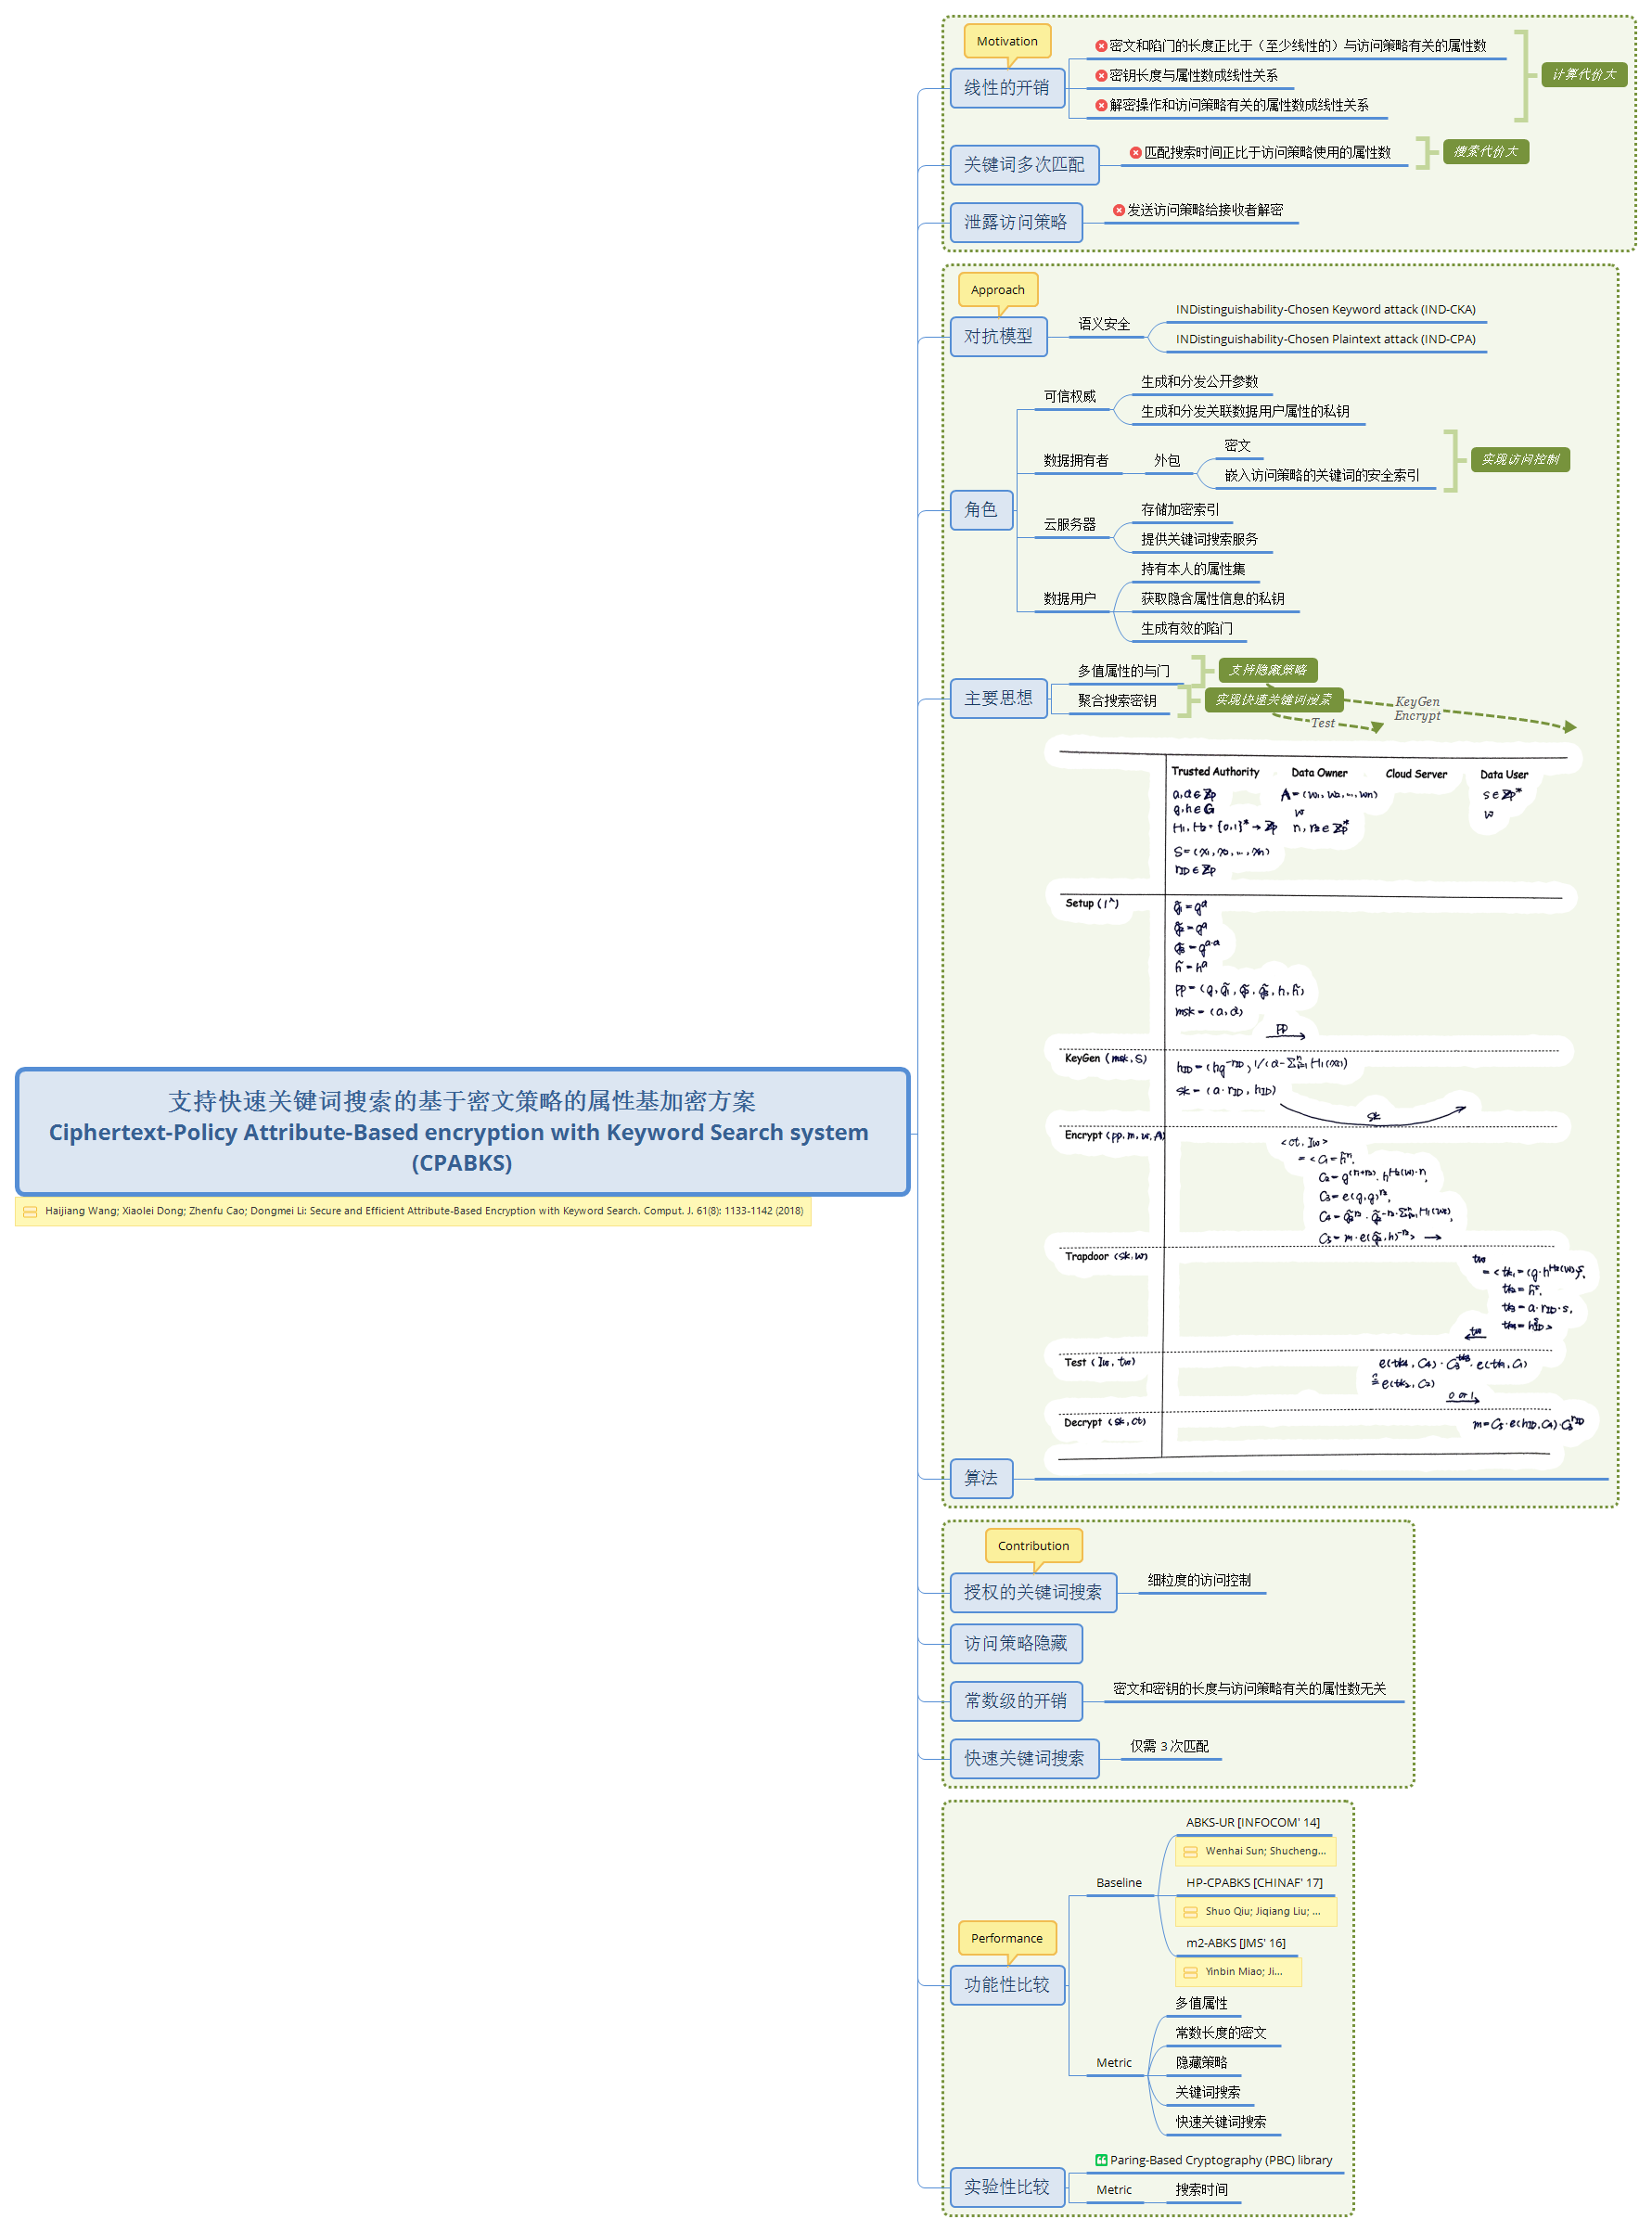 Motivation
线性的开销
密文和陷门的长度正比于（至少线性的）与访问策略有关的属性数
密钥长度与属性数成线性关系
解密操作和访问策略有关的属性数成线性关系
计算代价大
关键词多次匹配
匹配搜索时间正比于访问策略使用的属性数
搜索代价大
泄露访问策略
发送访问策略给接收者解密
Approach
对抗模型
语义安全
INDistinguishability-Chosen Keyword attack (IND-CKA)
INDistinguishability-Chosen Plaintext attack (IND-CPA)
角色
可信权威
生成和分发公开参数
生成和分发关联数据用户属性的私钥
数据拥有者
外包
密文
嵌入访问策略的关键词的安全索引
实现访问控制
云服务器
存储加密索引
提供关键词搜索服务
数据用户
持有本人的属性集
获取隐含属性信息的私钥
生成有效的陷门
主要思想
多值属性的与门
支持隐藏策略
聚合搜索密钥
实现快速关键词搜索
KeyGen
Encrypt
Test
Trusted Authority Data Owner Cloud Server Data User
Setup (1^λ)
pp
KeyGen (msk, S)
sk
Encrypt (pp, m, w, A)
Trapdoor (sk, w)
tw
Test (Iw, tw)
0 or 1
Decrypt (sk, ct)
算法
支持快速关键词搜索的基于密文策略的属性基加密方案
Ciphertext-Policy Attribute-Based encryption with Keyword Search system
(CPABKS)
Haijiang Wang; Xiaolei Dong; Zhenfu Cao; Dongmei Li: Secure and Efficient Attribute-Based Encryption with Keyword Search. Comput. J. 61(8): 1133-1142 (2018)
Contribution
授权的关键词搜索
细粒度的访问控制
访问策略隐藏
常数级的开销
密文和密钥的长度与访问策略有关的属性数无关
快速关键词搜索
仅需 3 次匹配
Performance
功能性比较
Baseline
ABKS-UR [INFOCOM' 14]
Wenhai Sun; Shucheng...
HP-CPABKS [CHINAF' 17]
Shuo Qiu; Jiqiang Liu; ...
m2-ABKS [JMS' 16]
Yinbin Miao; Ji...
Metric
多值属性
常数长度的密文
隐藏策略
关键词搜索
快速关键词搜索
实验性比较
Paring-Based Cryptography (PBC) library
Metric
搜索时间